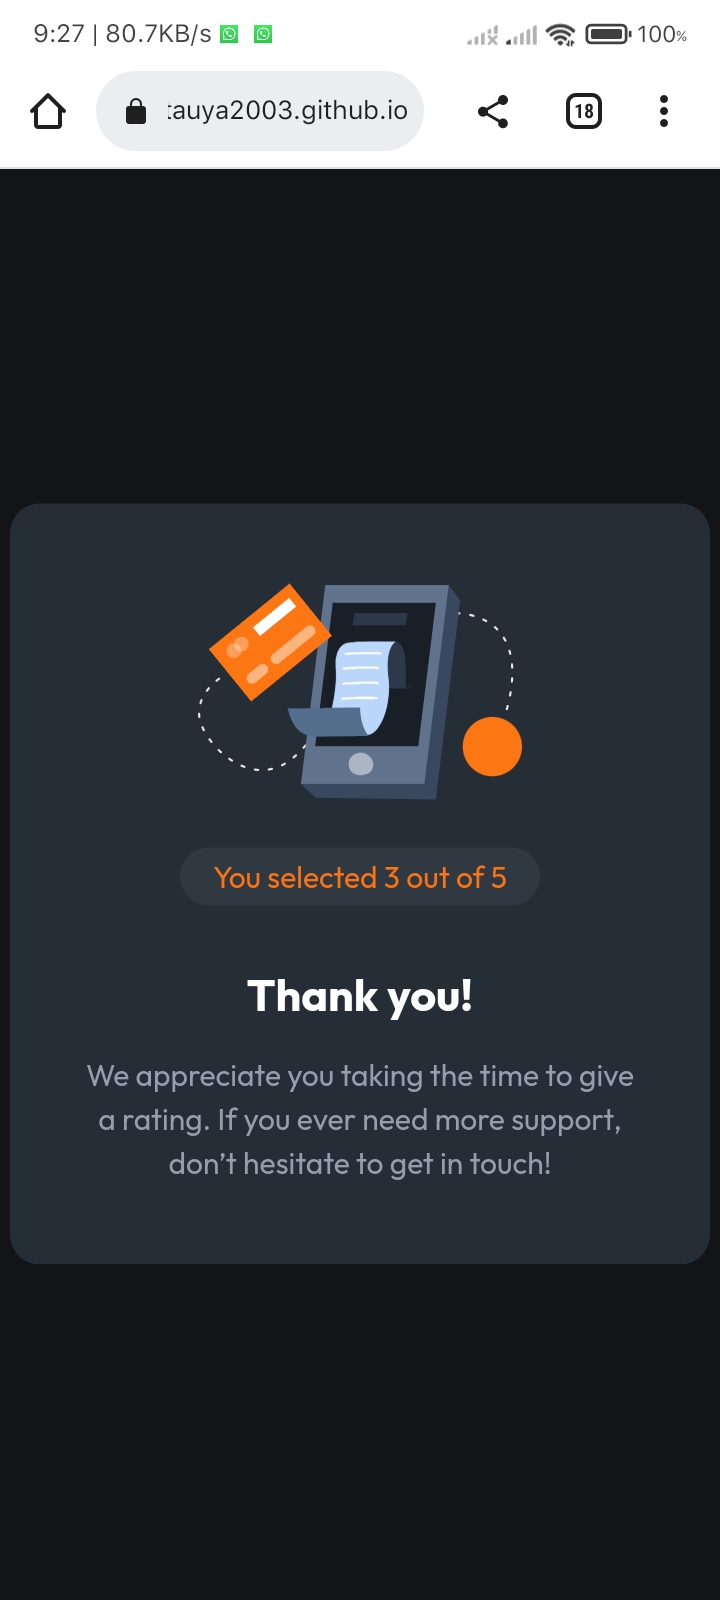 9:27 | 80.7KB/s 100%
tauya2003.github.io 18
You selected 3 out of 5
Thank you!
We appreciate you taking the time to give
a rating. If you ever need more support,
don’t hesitate to get in touch!